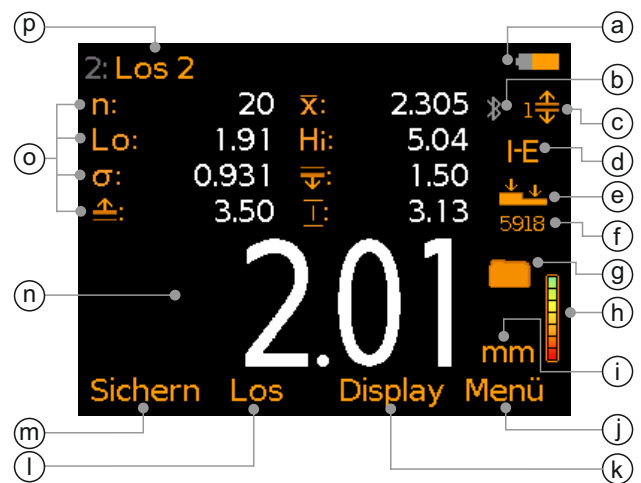 p
a
2: Los 2
b
n: 20 x̄: 2.305 1
c
o
Lo: 1.91 Hi: 5.04 I-E
d
σ: 0.931 : 1.50
e
: 3.50 : 3.13 5918
f
g
n
2.01
h
mm
i
Sichern Los Display Menü
m
j
l
k